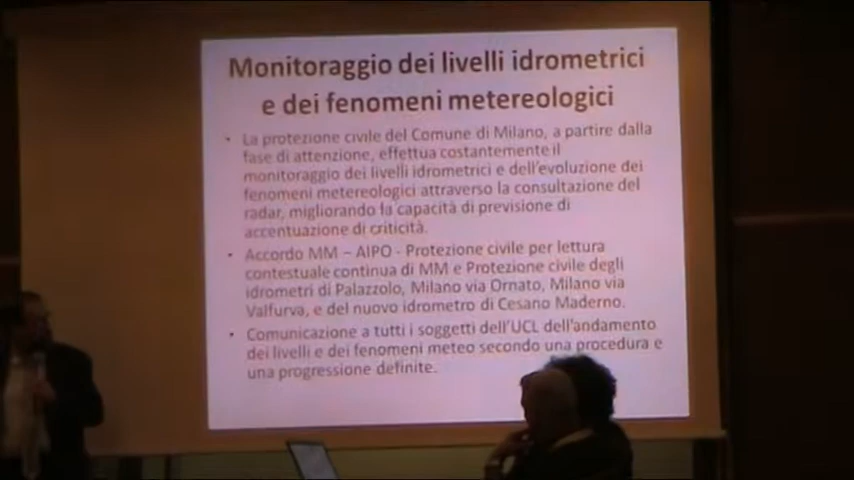 Monitoraggio dei livelli idrometrici
e dei fenomeni metereologici
• La protezione civile del Comune di Milano, a partire dalla
fase di attenzione, effettua costantemente il
monitoraggio dei livelli idrometrici e dell'evoluzione dei
fenomeni metereologici attraverso la consultazione del
radar, migliorando la capacità di previsione di
accentuazione di criticità.
• Accordo MM – AIPO - Protezione civile per lettura
contestuale continua di MM e Protezione civile degli
idrometri di Palazzolo, Milano via Ornato, Milano via
Valfurva, e del nuovo idrometro di Cesano Maderno.
• Comunicazione a tutti i soggetti dell'UCL dell'andamento
dei livelli e dei fenomeni meteo secondo una procedura e
una progressione definite.